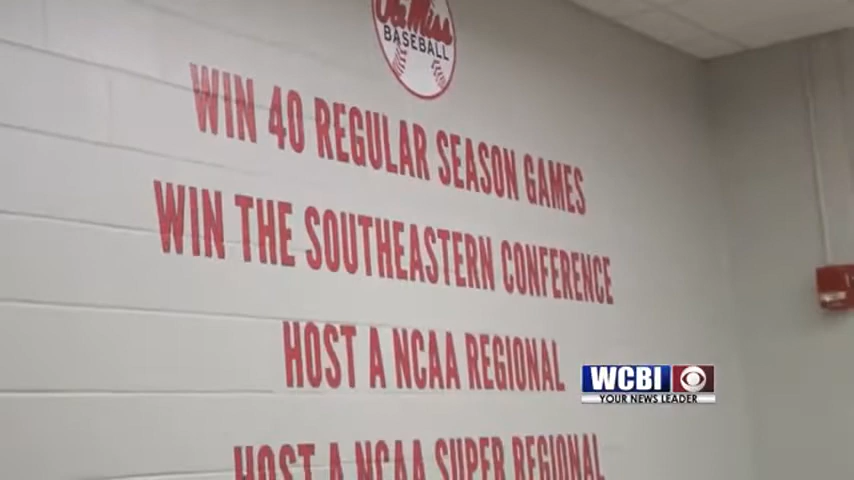 Ole Miss
BASEBALL
WIN 40 REGULAR SEASON GAMES
WIN THE SOUTHEASTERN CONFERENCE
HOST A NCAA REGIONAL
HOST A NCAA SUPER REGIONAL
WCBI
YOUR NEWS LEADER